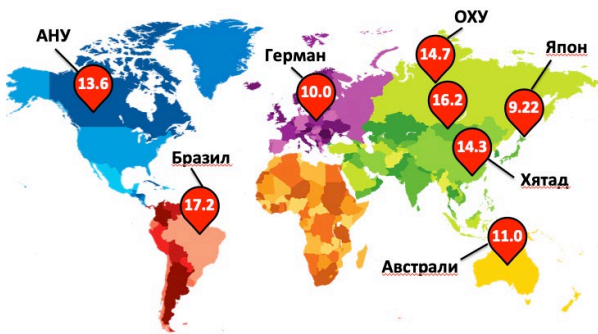 АНУ
13.6
Герман
10.0
ОХУ
14.7
16.2
Япон
9.22
14.3
Хятад
Бразил
17.2
Австрали
11.0